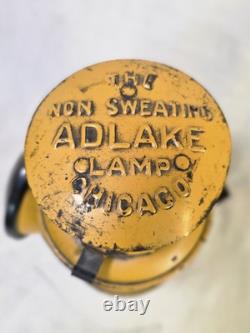 THE
NON SWEATING
ADLAKE
LAMP
CHICAGO